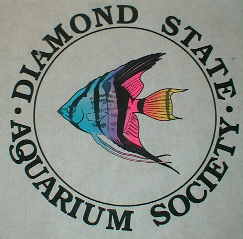 DIAMOND STATE
• AQUARIUM SOCIETY •